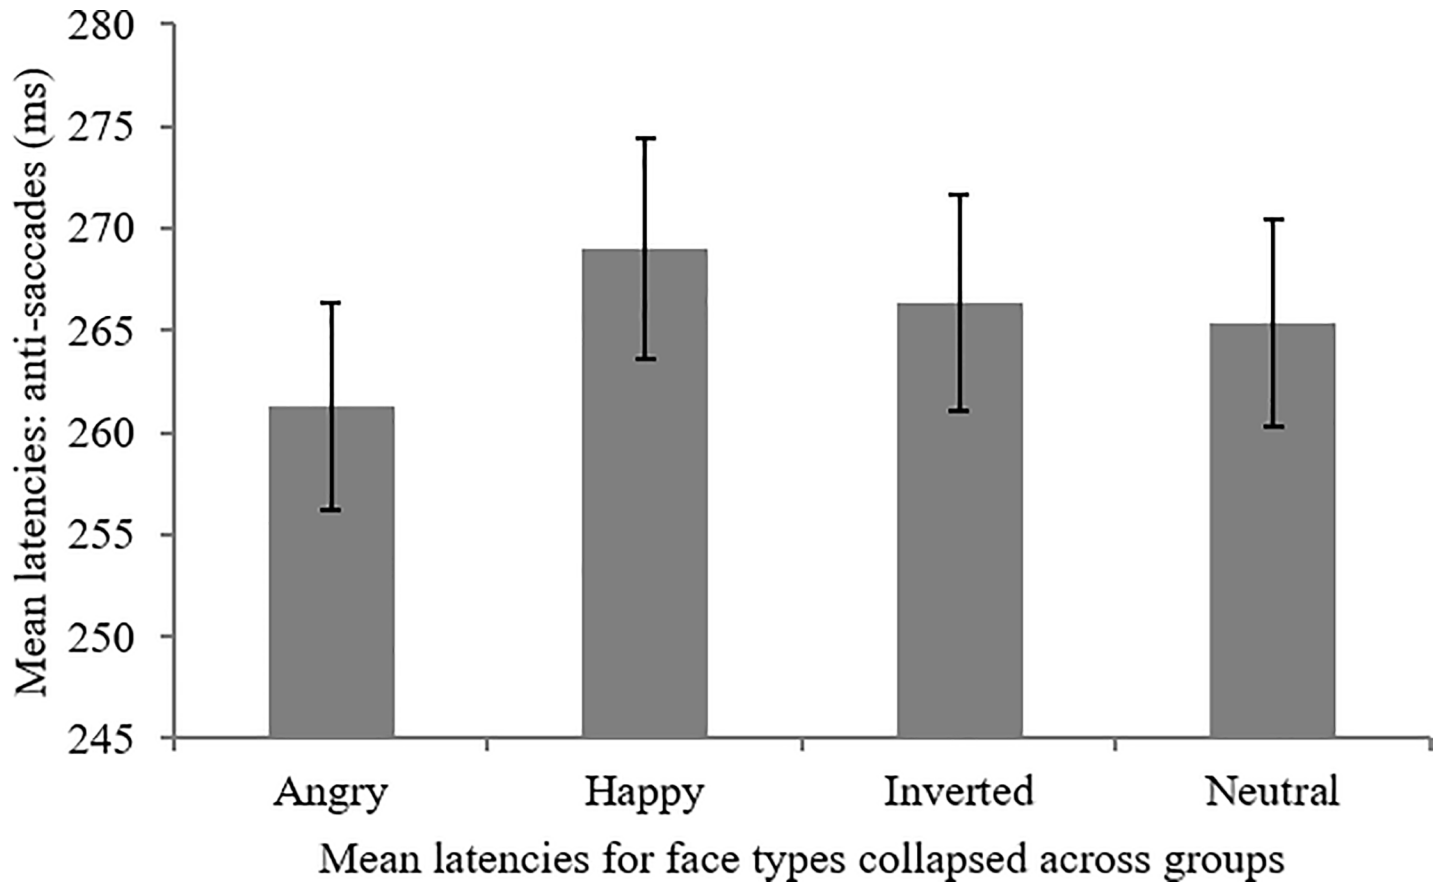 Mean latencies: anti-saccades (ms)
280
275
270
265
260
255
250
245
Angry Happy Inverted Neutral
Mean latencies for face types collapsed across groups